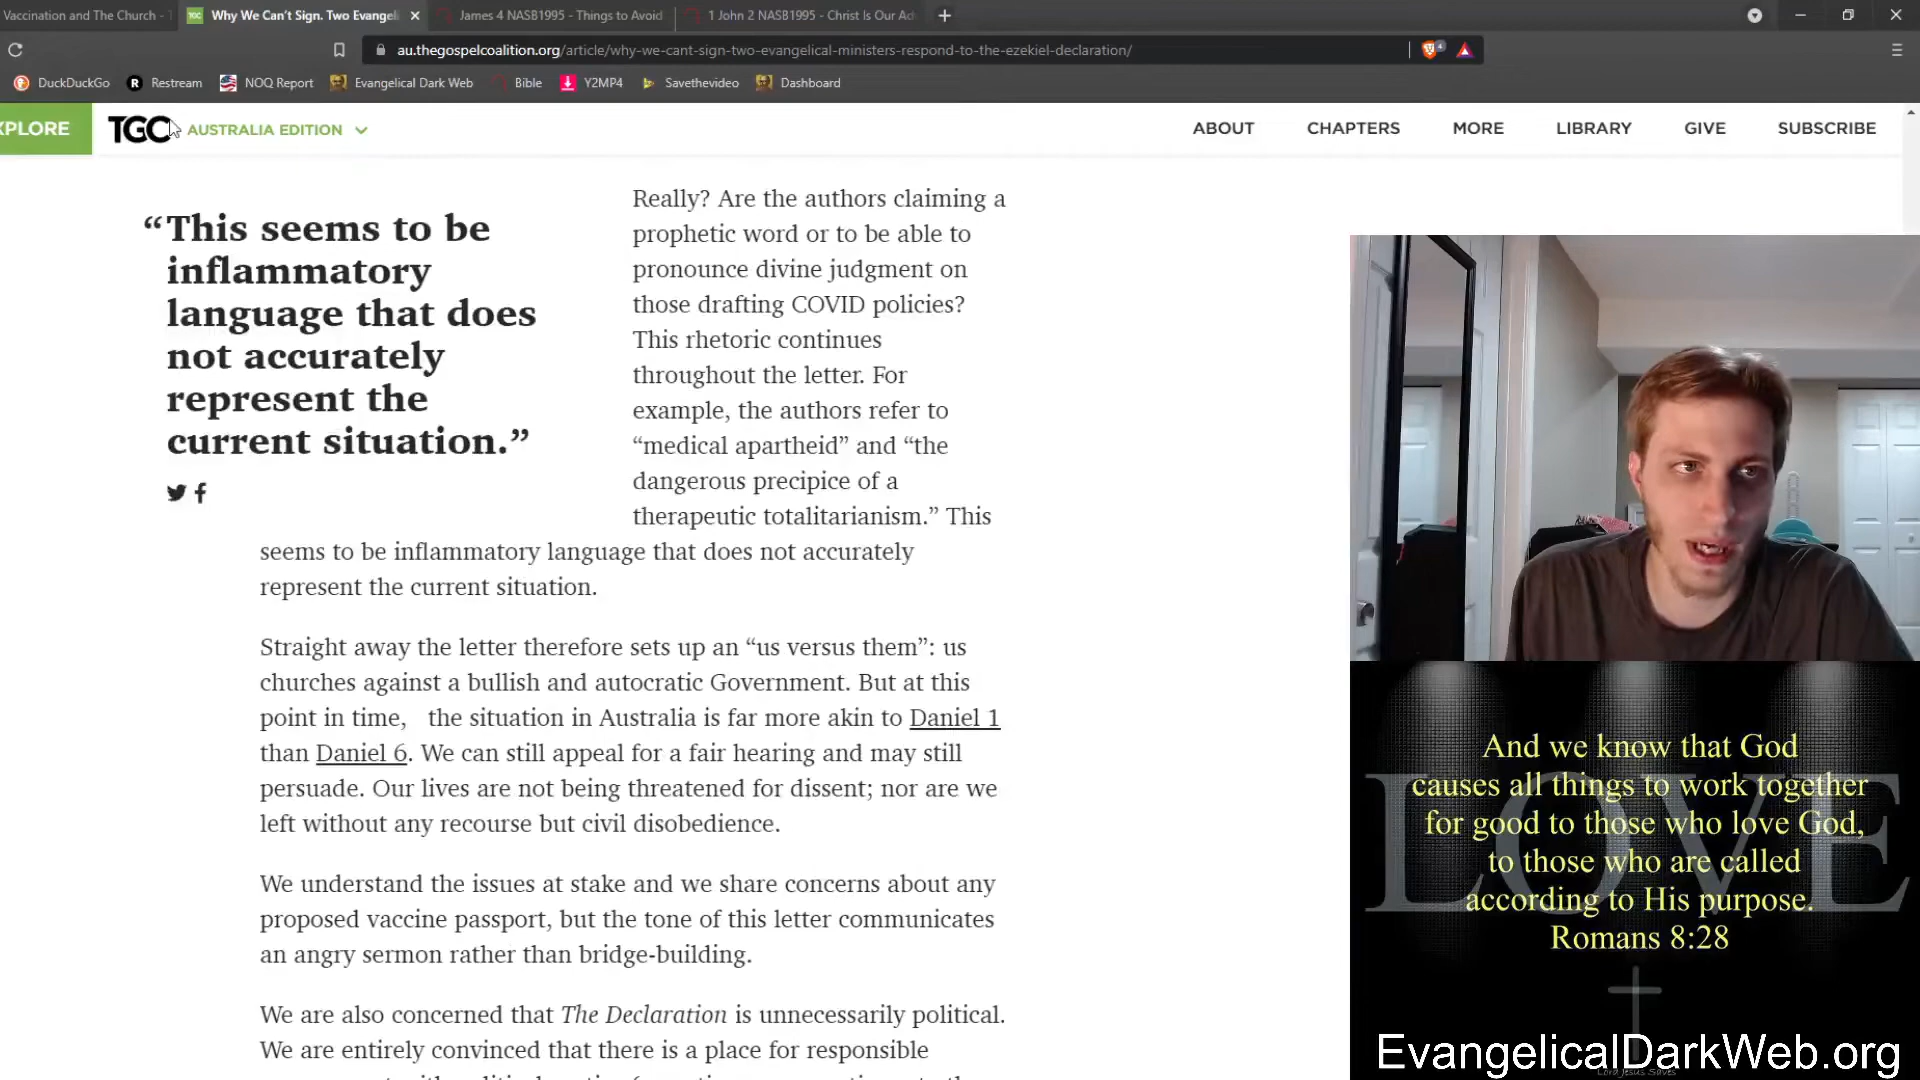 Vaccination and The Church -
Why We Can't Sign. Two Evangeli
James 4 NASB1995 - Things to Avoid
1 John 2 NASB1995 - Christ Is Our Adv
au.thegospelcoalition.org/article/why-we-cant-sign-two-evangelical-ministers-respond-to-the-ezekiel-declaration/
4
DuckDuckGo
Restream
NOQ Report
Evangelical Dark Web
Bible
Y2MP4
Savethevideo
Dashboard
XPLORE
TGC
AUSTRALIA EDITION
ABOUT
CHAPTERS
MORE
LIBRARY
GIVE
SUBSCRIBE
“This seems to be
inflammatory
language that does
not accurately
represent the
current situation.”
Really? Are the authors claiming a
prophetic word or to be able to
pronounce divine judgment on
those drafting COVID policies?
This rhetoric continues
throughout the letter. For
example, the authors refer to
“medical apartheid” and “the
dangerous precipice of a
therapeutic totalitarianism.” This
seems to be inflammatory language that does not accurately
represent the current situation.
Straight away the letter therefore sets up an “us versus them”: us
churches against a bullish and autocratic Government. But at this
point in time, the situation in Australia is far more akin to Daniel 1
than Daniel 6. We can still appeal for a fair hearing and may still
persuade. Our lives are not being threatened for dissent; nor are we
left without any recourse but civil disobedience.
We understand the issues at stake and we share concerns about any
proposed vaccine passport, but the tone of this letter communicates
an angry sermon rather than bridge-building.
We are also concerned that The Declaration is unnecessarily political.
We are entirely convinced that there is a place for responsible
LOVE
And we know that God
causes all things to work together
for good to those who love God,
to those who are called
according to His purpose.
Romans 8:28
EvangelicalDarkWeb.org
Lord Jesus Saves